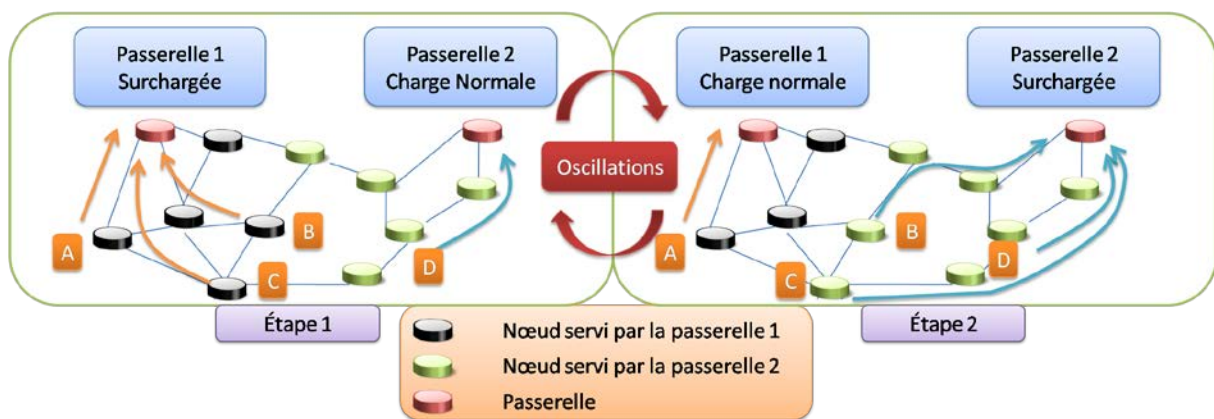 Passerelle 1
Surchargée
Passerelle 2
Charge Normale
Passerelle 1
Charge normale
Passerelle 2
Surchargée
Oscillations
A
B
C
D
A
B
C
D
Étape 1
Étape 2
Nœud servi par la passerelle 1
Nœud servi par la passerelle 2
Passerelle